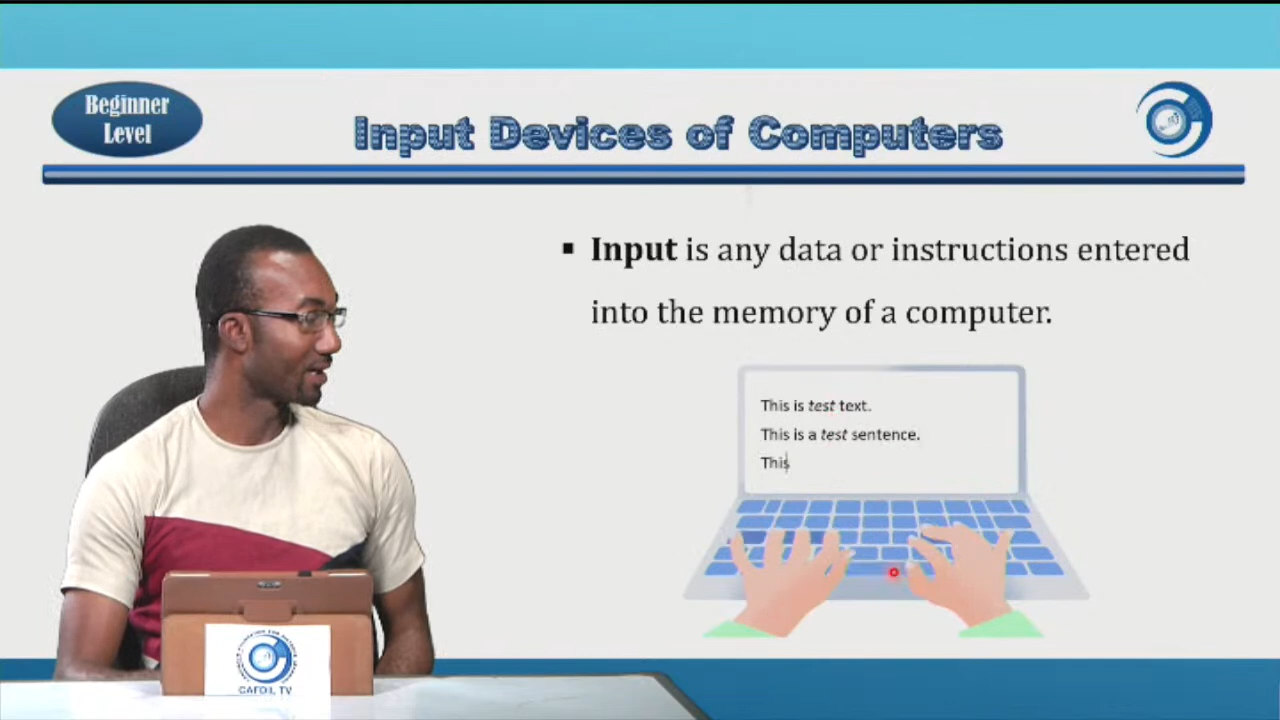 Beginner
Level
Input Devices of Computers
▪ Input is any data or instructions entered
into the memory of a computer.
This is test text.
This is a test sentence.
This
CAFDIL TV